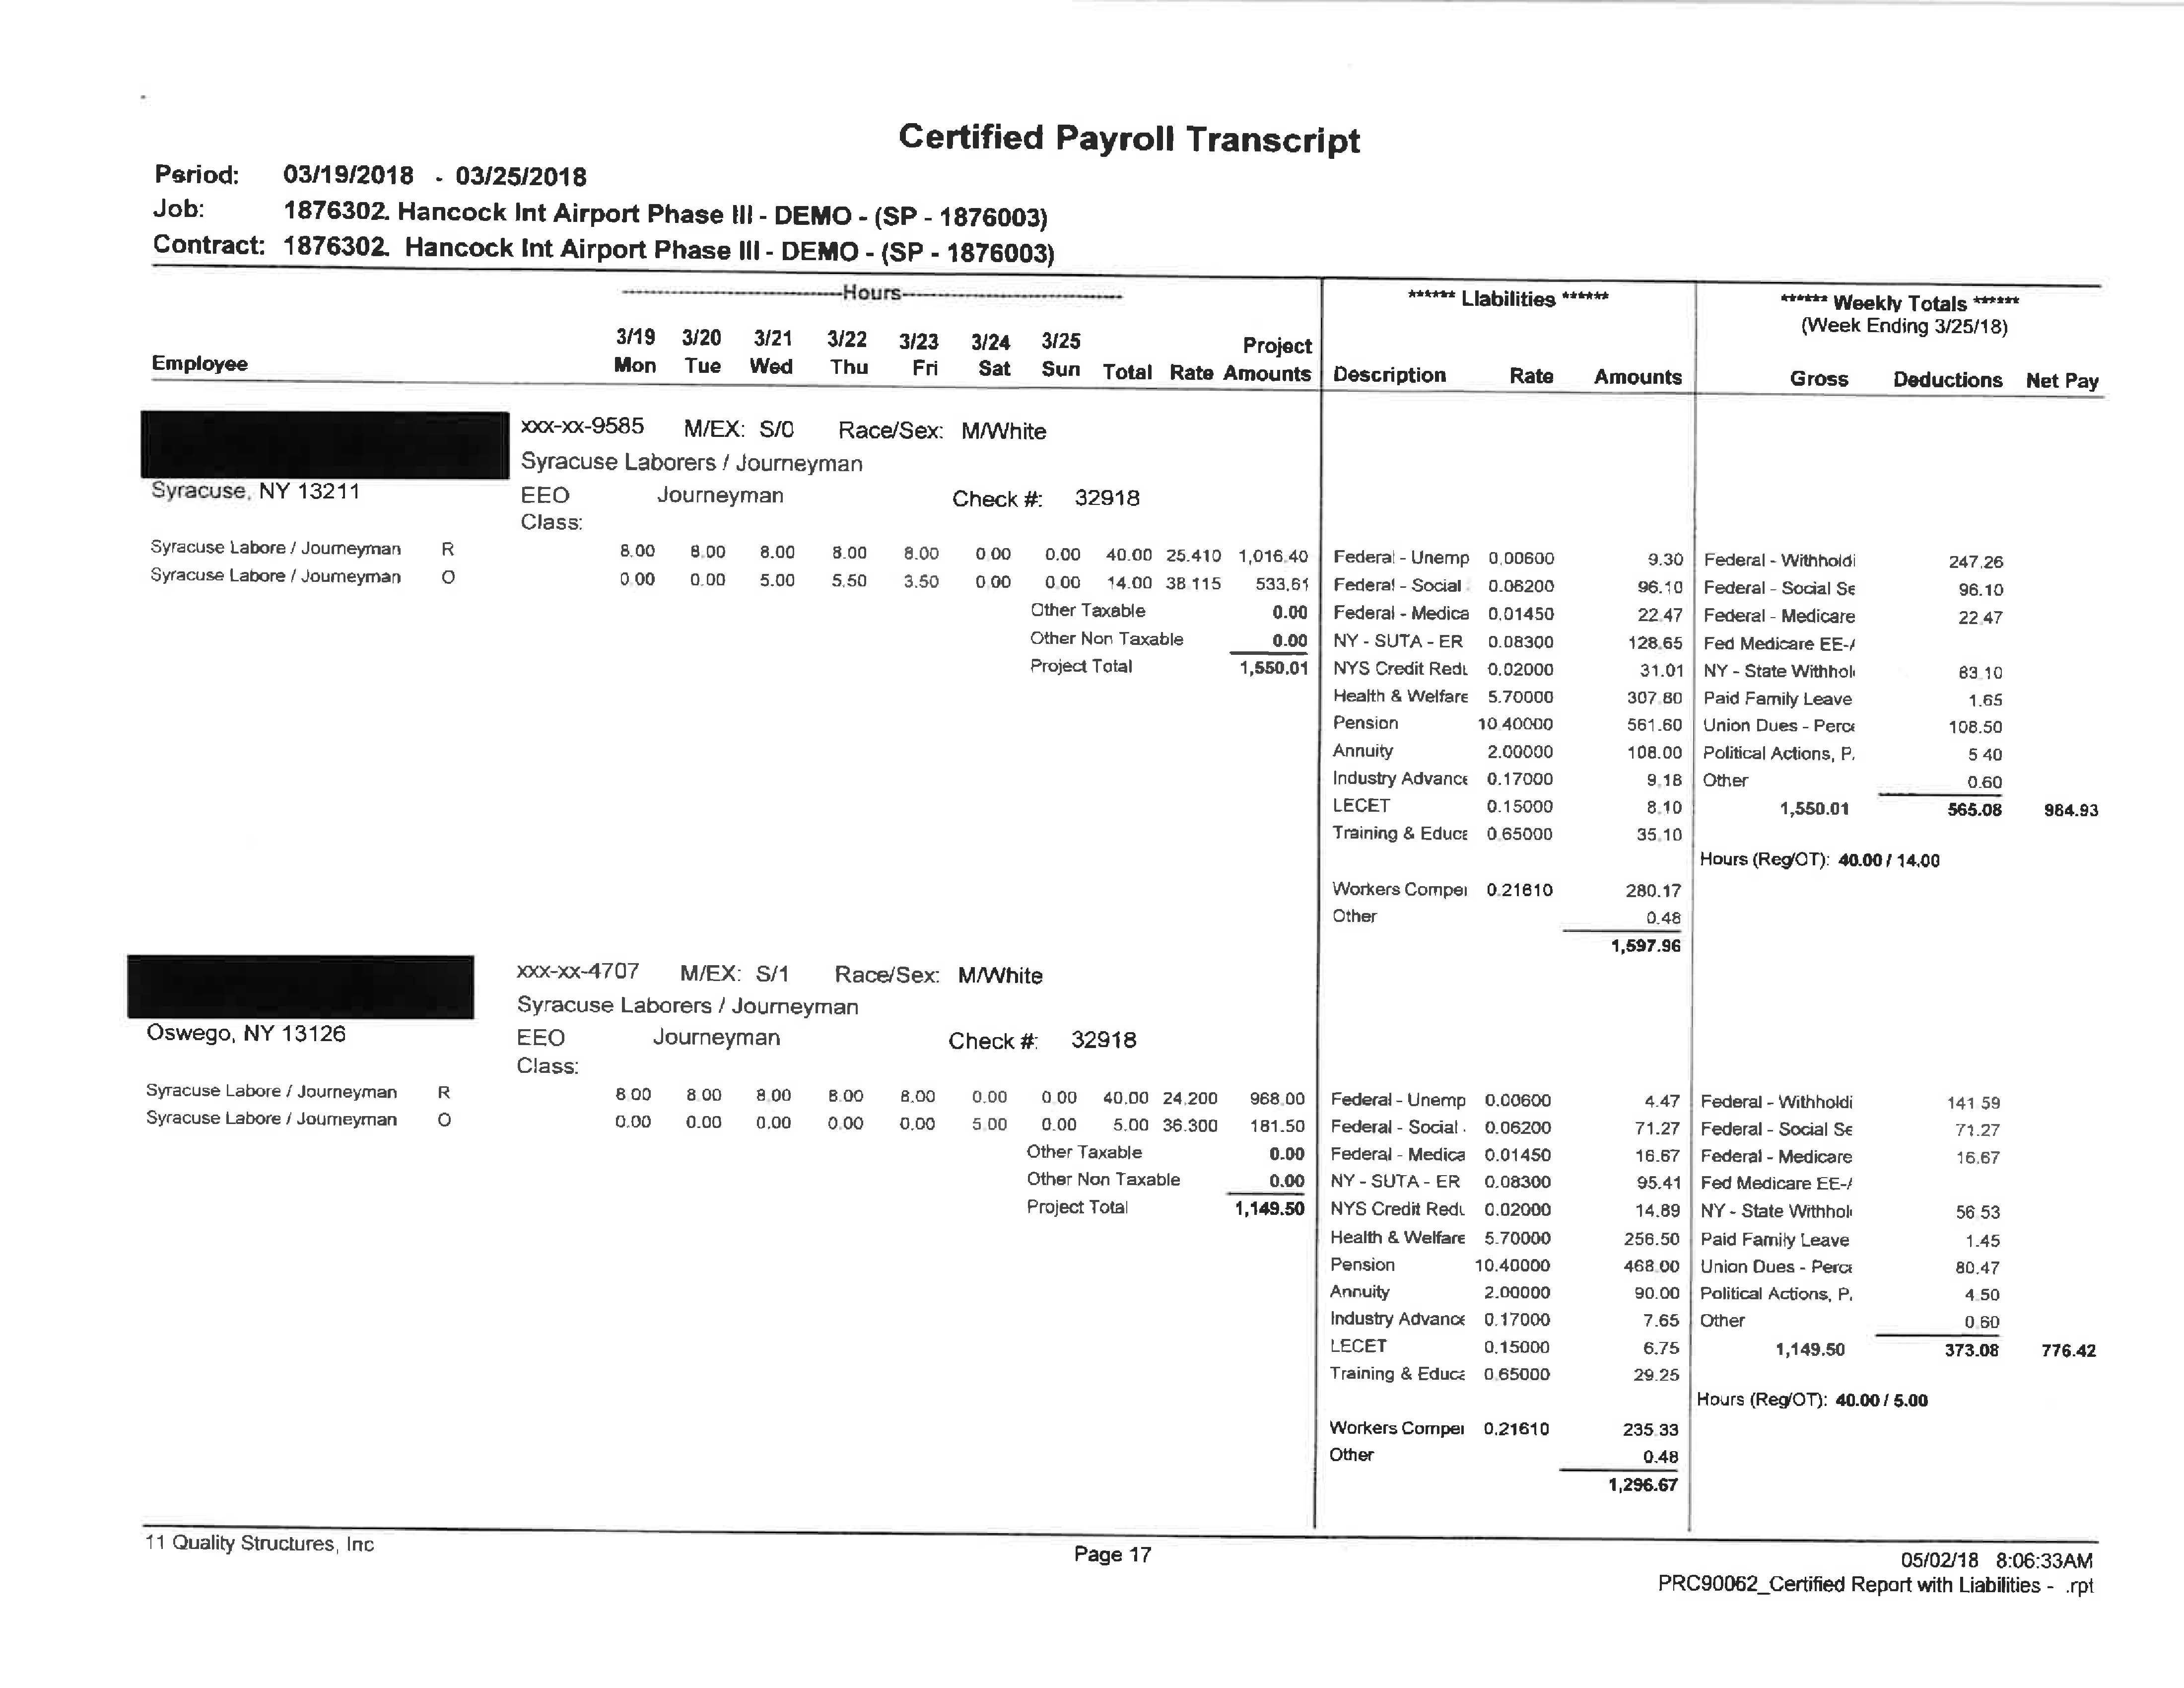 Certified Payroll Transcript
Period: 03/19/2018 - 03/25/2018
Job: 1876302. Hancock Int Airport Phase III - DEMO - (SP - 1876003)
Contract: 1876302. Hancock Int Airport Phase III - DEMO - (SP - 1876003)
Hours ****** Liabilities ****** ****** Weekly Totals ******
(Week Ending 3/25/18)
3/19 3/20 3/21 3/22 3/23 3/24 3/25 Project
Employee Mon Tue Wed Thu Fri Sat Sun Total Rate Amounts Description Rate Amounts Gross Deductions Net Pay
xxx-xx-9585 M/EX: S/0 Race/Sex: M/White
Syracuse Laborers / Journeyman
Syracuse, NY 13211 EEO Journeyman Check #: 32918
Class:
Syracuse Labore / Journeyman R 8.00 8.00 8.00 8.00 8.00 0.00 0.00 40.00 25.410 1,016.40 Federal - Unemp 0.00600 9.30 Federal - Withholdi 247.26
Syracuse Labore / Journeyman O 0.00 0.00 5.00 5.50 3.50 0.00 0.00 14.00 38.115 533.61 Federal - Social 0.06200 96.10 Federal - Social Se 96.10
Other Taxable 0.00 Federal - Medica 0.01450 22.47 Federal - Medicare 22.47
Other Non Taxable 0.00 NY - SUTA - ER 0.08300 128.65 Fed Medicare EE-/
Project Total 1,550.01 NYS Credit Redu 0.02000 31.01 NY - State Withhol 83.10
Health & Welfare 5.70000 307.80 Paid Family Leave 1.65
Pension 10.40000 561.60 Union Dues - Perce 108.50
Annuity 2.00000 108.00 Political Actions, P. 5.40
Industry Advance 0.17000 9.18 Other 0.60
LECET 0.15000 8.10 1,550.01 565.08 984.93
Training & Educa 0.65000 35.10
Hours (Reg/OT): 40.00 / 14.00
Workers Compe 0.21610 280.17
Other 0.48
1,597.96
xxx-xx-4707 M/EX: S/1 Race/Sex: M/White
Syracuse Laborers / Journeyman
Oswego, NY 13126 EEO Journeyman Check #: 32918
Class:
Syracuse Labore / Journeyman R 8.00 8.00 8.00 8.00 8.00 0.00 0.00 40.00 24.200 968.00 Federal - Unemp 0.00600 4.47 Federal - Withholdi 141.59
Syracuse Labore / Journeyman O 0.00 0.00 0.00 0.00 0.00 5.00 0.00 5.00 36.300 181.50 Federal - Social 0.06200 71.27 Federal - Social Se 71.27
Other Taxable 0.00 Federal - Medica 0.01450 16.67 Federal - Medicare 16.67
Other Non Taxable 0.00 NY - SUTA - ER 0.08300 95.41 Fed Medicare EE-/
Project Total 1,149.50 NYS Credit Redu 0.02000 14.89 NY - State Withhol 56.53
Health & Welfare 5.70000 256.50 Paid Family Leave 1.45
Pension 10.40000 468.00 Union Dues - Perce 80.47
Annuity 2.00000 90.00 Political Actions, P. 4.50
Industry Advance 0.17000 7.65 Other 0.60
LECET 0.15000 6.75 1,149.50 373.08 776.42
Training & Educa 0.65000 29.25
Hours (Reg/OT): 40.00 / 5.00
Workers Compe 0.21610 235.33
Other 0.48
1,296.67
11 Quality Structures, Inc Page 17 05/02/18 8:06:33AM
PRC90062_Certified Report with Liabilities - .rpt